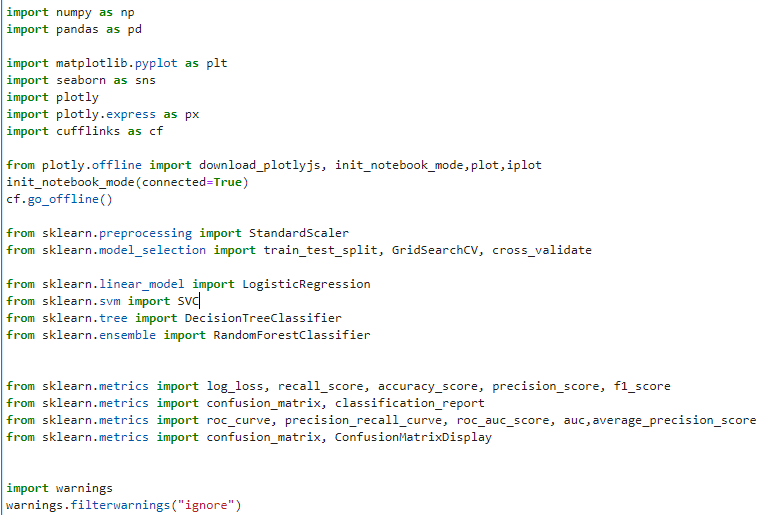 import numpy as np
import pandas as pd
import matplotlib.pyplot as plt
import seaborn as sns
import plotly
import plotly.express as px
import cufflinks as cf
from plotly.offline import download_plotlyjs, init_notebook_mode,plot,iplot
init_notebook_mode(connected=True)
cf.go_offline()
from sklearn.preprocessing import StandardScaler
from sklearn.model_selection import train_test_split, GridSearchCV, cross_validate
from sklearn.linear_model import LogisticRegression
from sklearn.svm import SVC
from sklearn.tree import DecisionTreeClassifier
from sklearn.ensemble import RandomForestClassifier
from sklearn.metrics import log_loss, recall_score, accuracy_score, precision_score, f1_score
from sklearn.metrics import confusion_matrix, classification_report
from sklearn.metrics import roc_curve, precision_recall_curve, roc_auc_score, auc,average_precision_score
from sklearn.metrics import confusion_matrix, ConfusionMatrixDisplay
import warnings
warnings.filterwarnings("ignore")